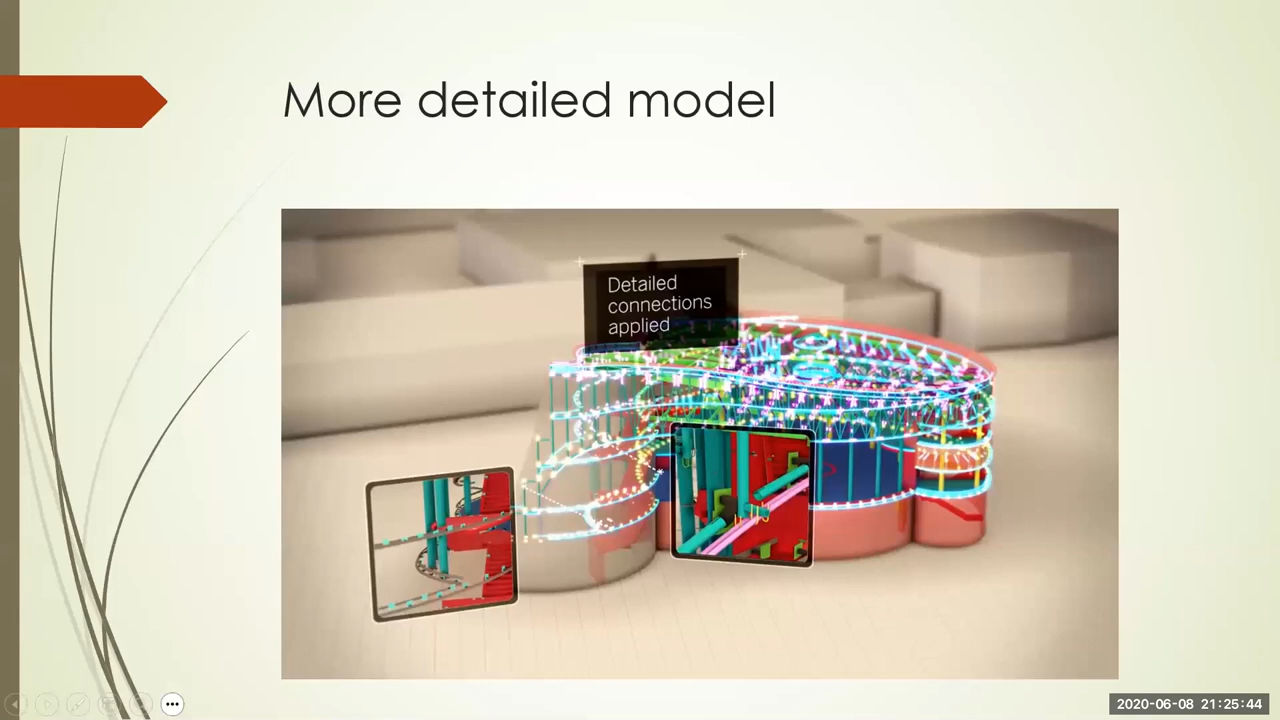 More detailed model
Detailed
connections
applied
2020-06-08 21:25:44